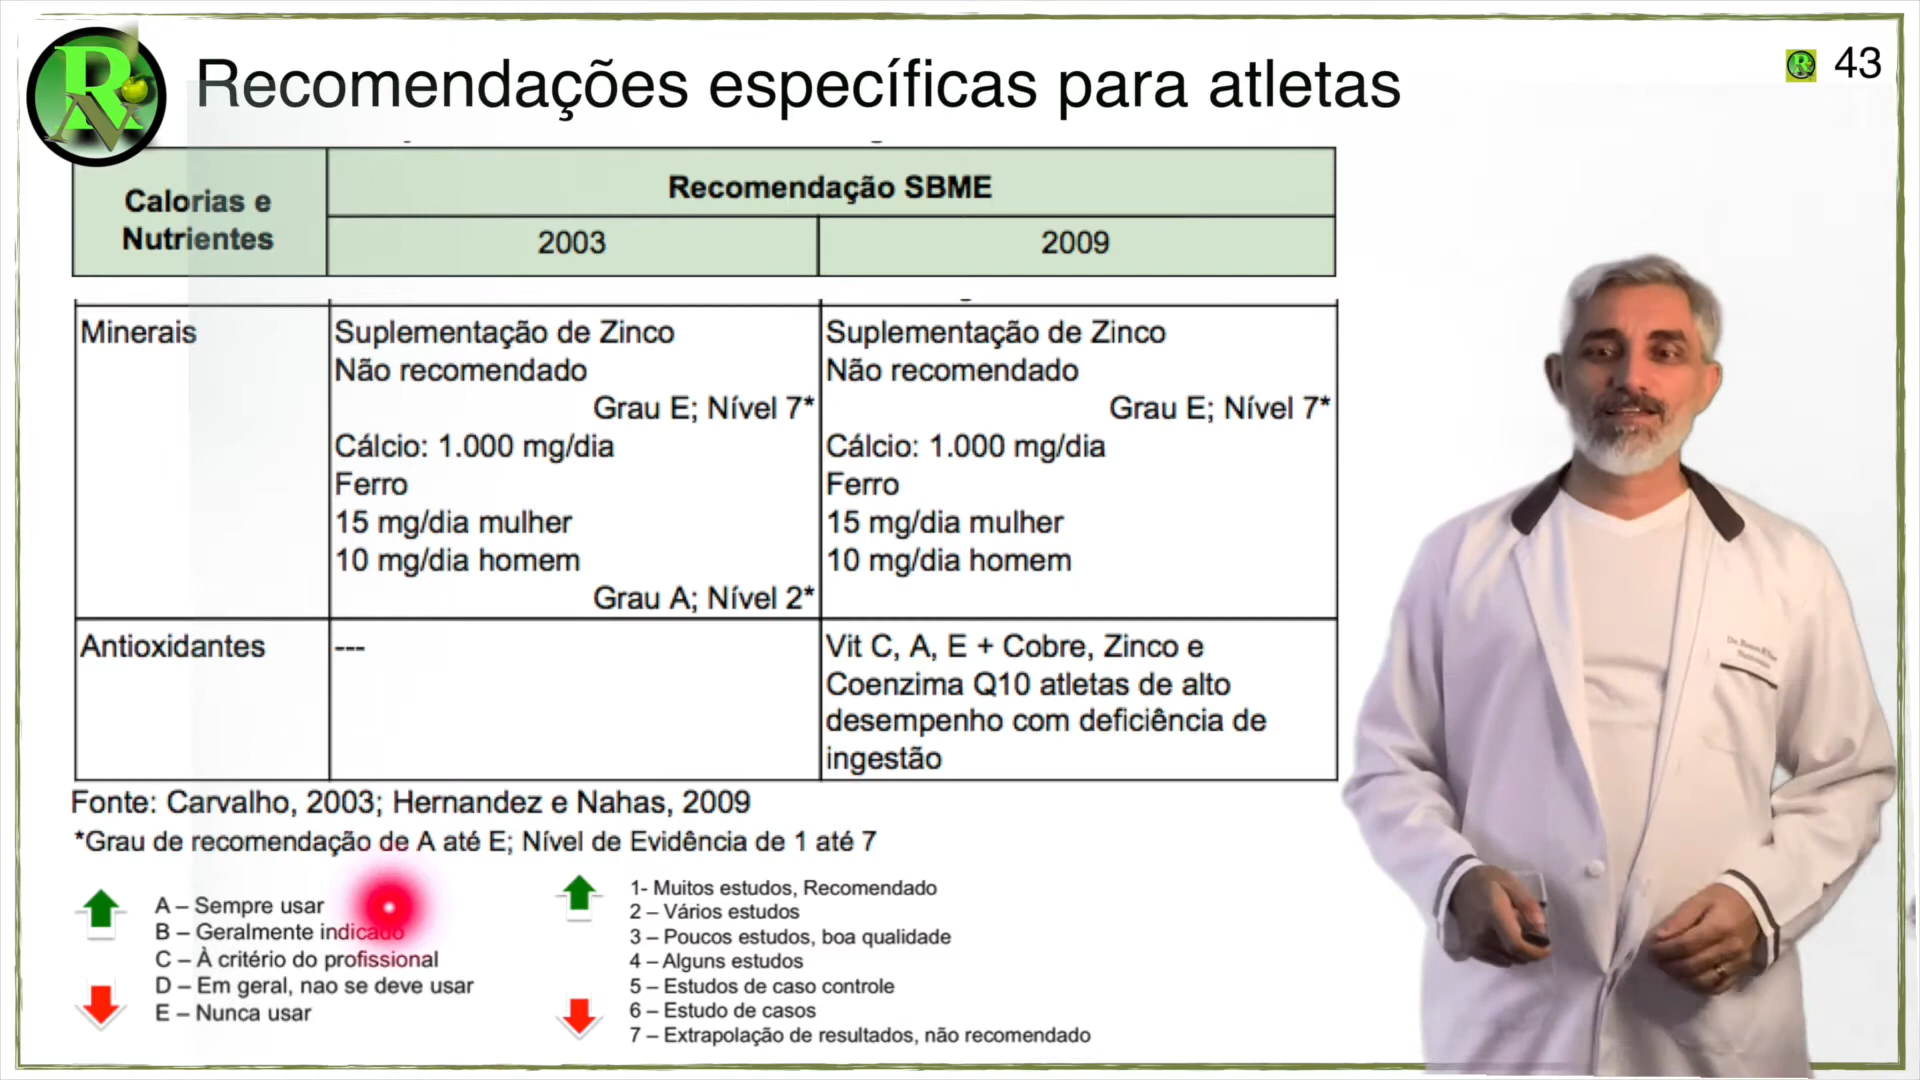 RV
Recomendações específicas para atletas
43
Calorias e
Nutrientes
Recomendação SBME
2003
2009
Minerais
Suplementação de Zinco
Não recomendado
Grau E; Nível 7*
Cálcio: 1.000 mg/dia
Ferro
15 mg/dia mulher
10 mg/dia homem
Grau A; Nível 2*
Suplementação de Zinco
Não recomendado
Grau E; Nível 7*
Cálcio: 1.000 mg/dia
Ferro
15 mg/dia mulher
10 mg/dia homem
Antioxidantes
---
Vit C, A, E + Cobre, Zinco e
Coenzima Q10 atletas de alto
desempenho com deficiência de
ingestão
Fonte: Carvalho, 2003; Hernandez e Nahas, 2009
*Grau de recomendação de A até E; Nível de Evidência de 1 até 7
A – Sempre usar
B – Geralmente indicado
C – À critério do profissional
D – Em geral, nao se deve usar
E – Nunca usar
1- Muitos estudos, Recomendado
2 – Vários estudos
3 – Poucos estudos, boa qualidade
4 – Alguns estudos
5 – Estudos de caso controle
6 – Estudo de casos
7 – Extrapolação de resultados, não recomendado